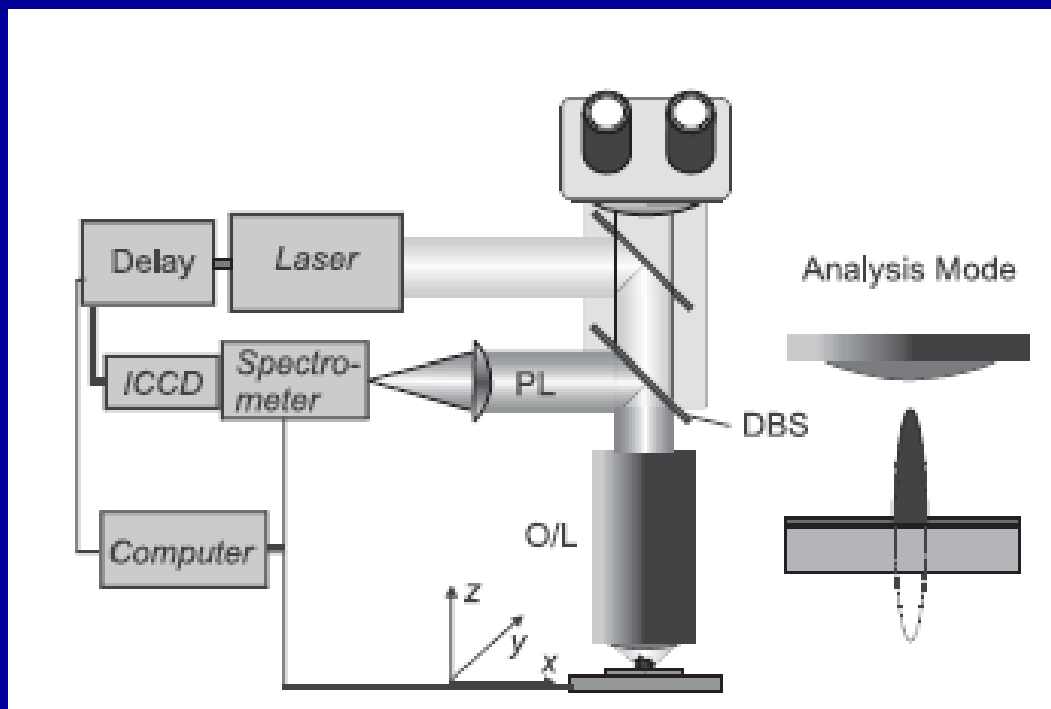 Delay
Laser
Analysis Mode
ICCD
Spectro-
meter
PL
DBS
O/L
Computer
z
y
x